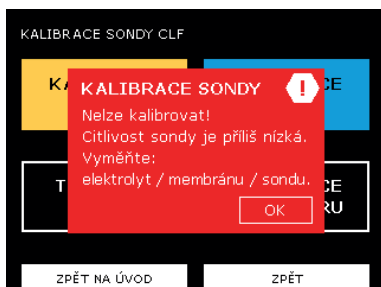 KALIBRACE SONDY CLF
KALIBRACE SONDY !
Nelze kalibrovat!
Citlivost sondy je příliš nízká.
Vyměňte:
elektrolyt / membránu / sondu.
OK
ZPĚT NA ÚVOD
ZPĚT